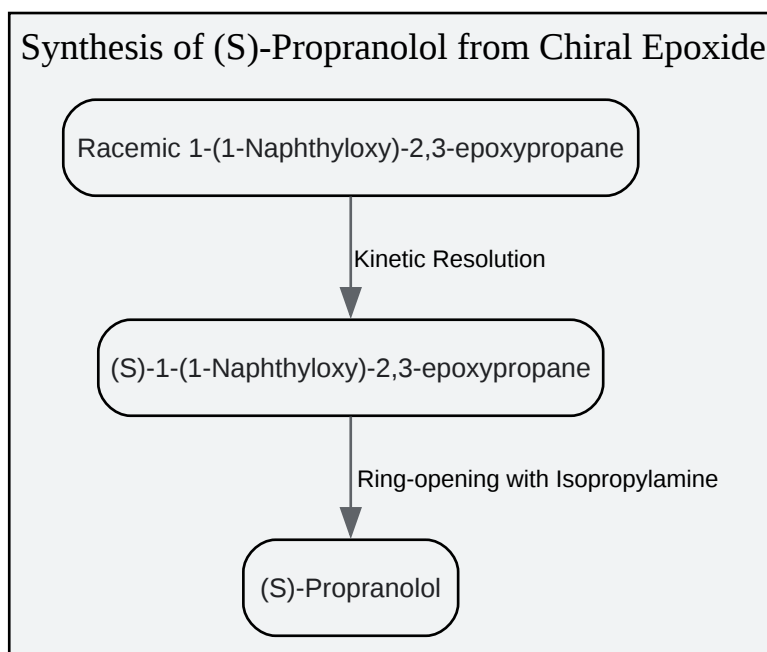 Synthesis of (S)-Propranolol from Chiral Epoxide
Racemic 1-(1-Naphthyloxy)-2,3-epoxypropane
Kinetic Resolution
(S)-1-(1-Naphthyloxy)-2,3-epoxypropane
Ring-opening with Isopropylamine
(S)-Propranolol